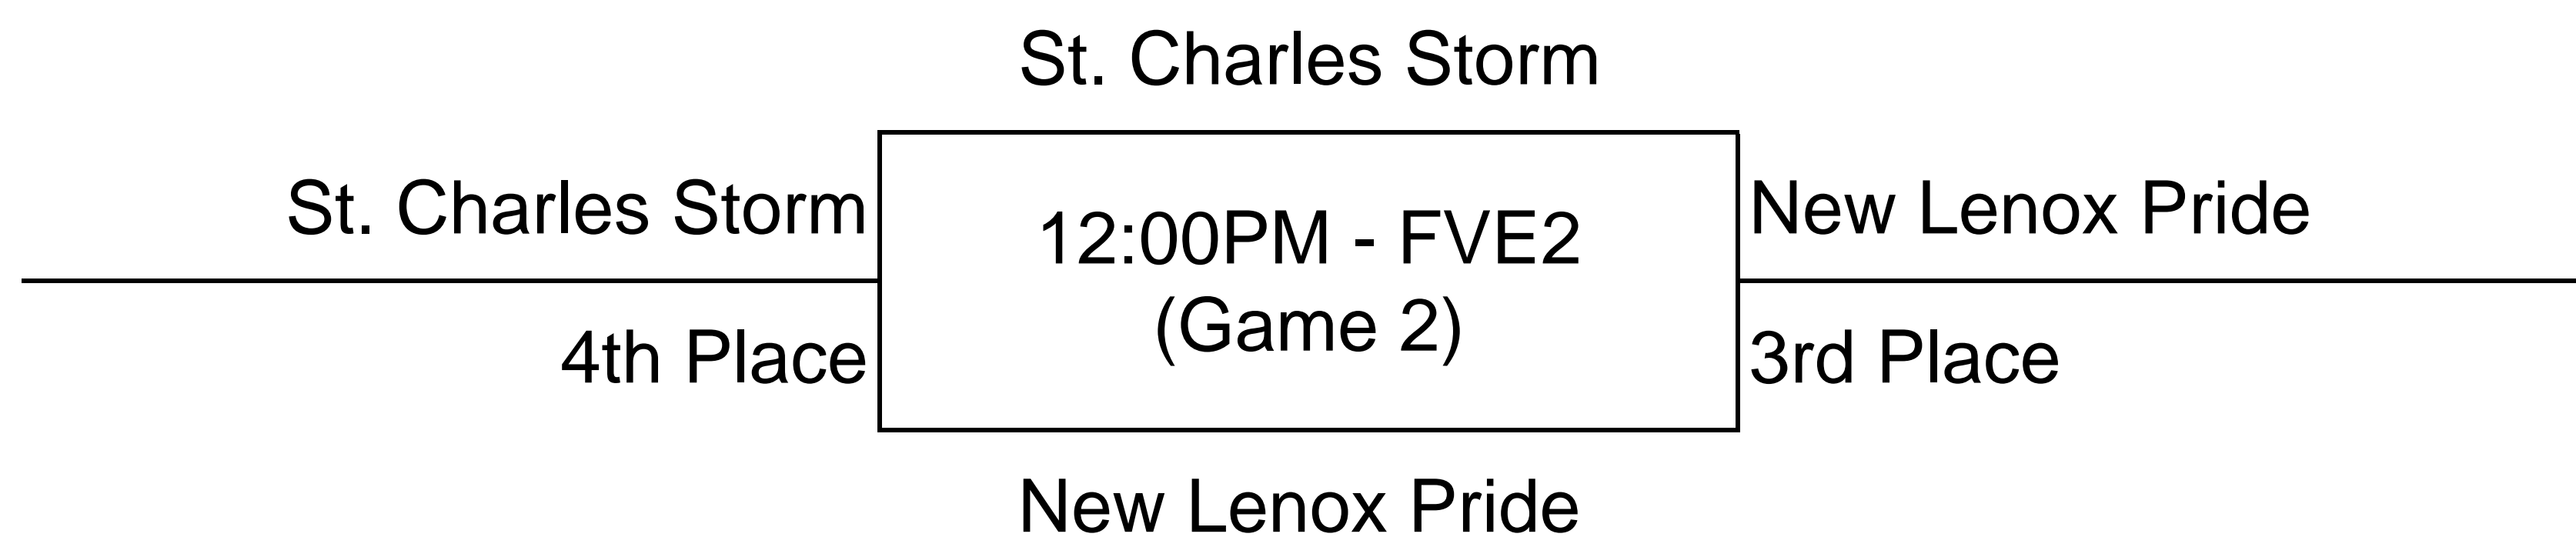 St. Charles Storm
St. Charles Storm
New Lenox Pride
12:00PM - FVE2
(Game 2)
4th Place
3rd Place
New Lenox Pride